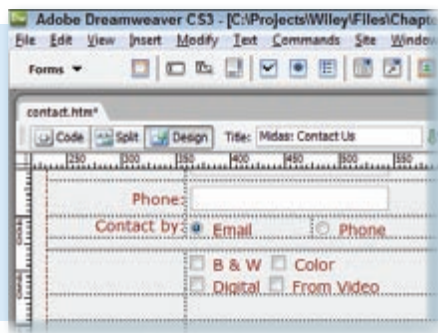 Adobe Dreamweaver CS3 - [C:\Projects\Wiley\Files\Chapte
File Edit View Insert Modify Text Commands Site Window
Forms
contact.htm*
Code Split Design Title: Midas: Contact Us
250 300 350 400 450 500 550
Phone:
Contact by: Email Phone
B & W Color
Digital From Video